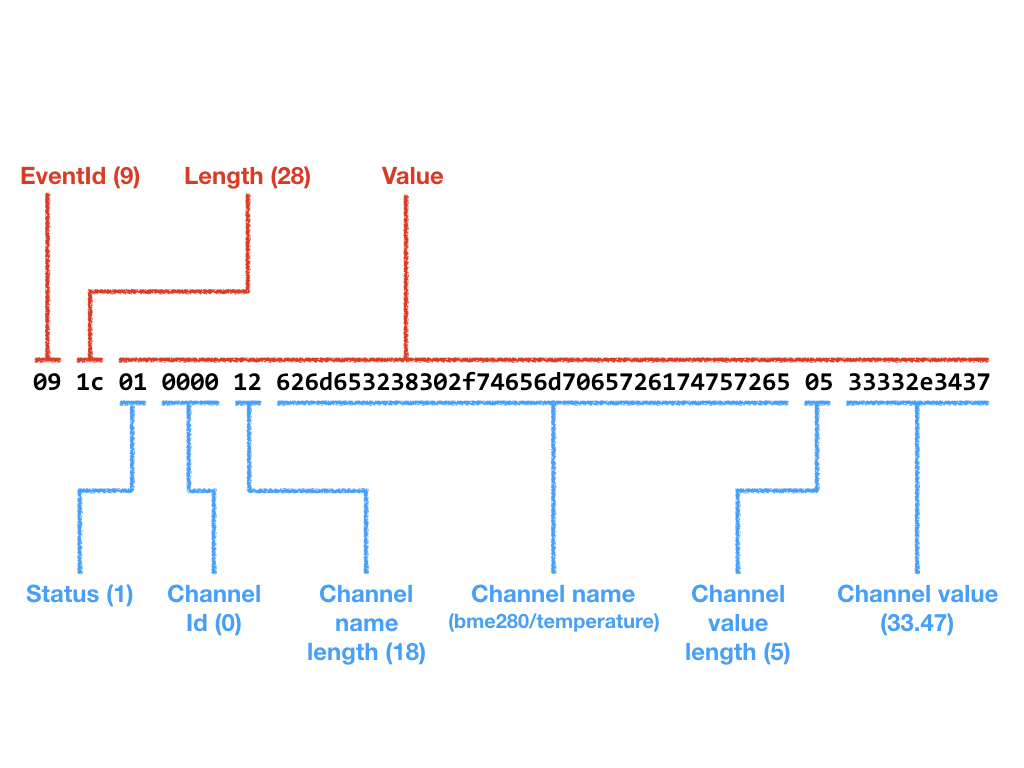 EventId (9) Length (28) Value
09 1c 01 0000 12 626d653238302f74656d7065726174757265 05 33332e3437
Status (1)
Channel
Id (0)
Channel
name
length (18)
Channel name
(bme280/temperature)
Channel
value
length (5)
Channel value
(33.47)